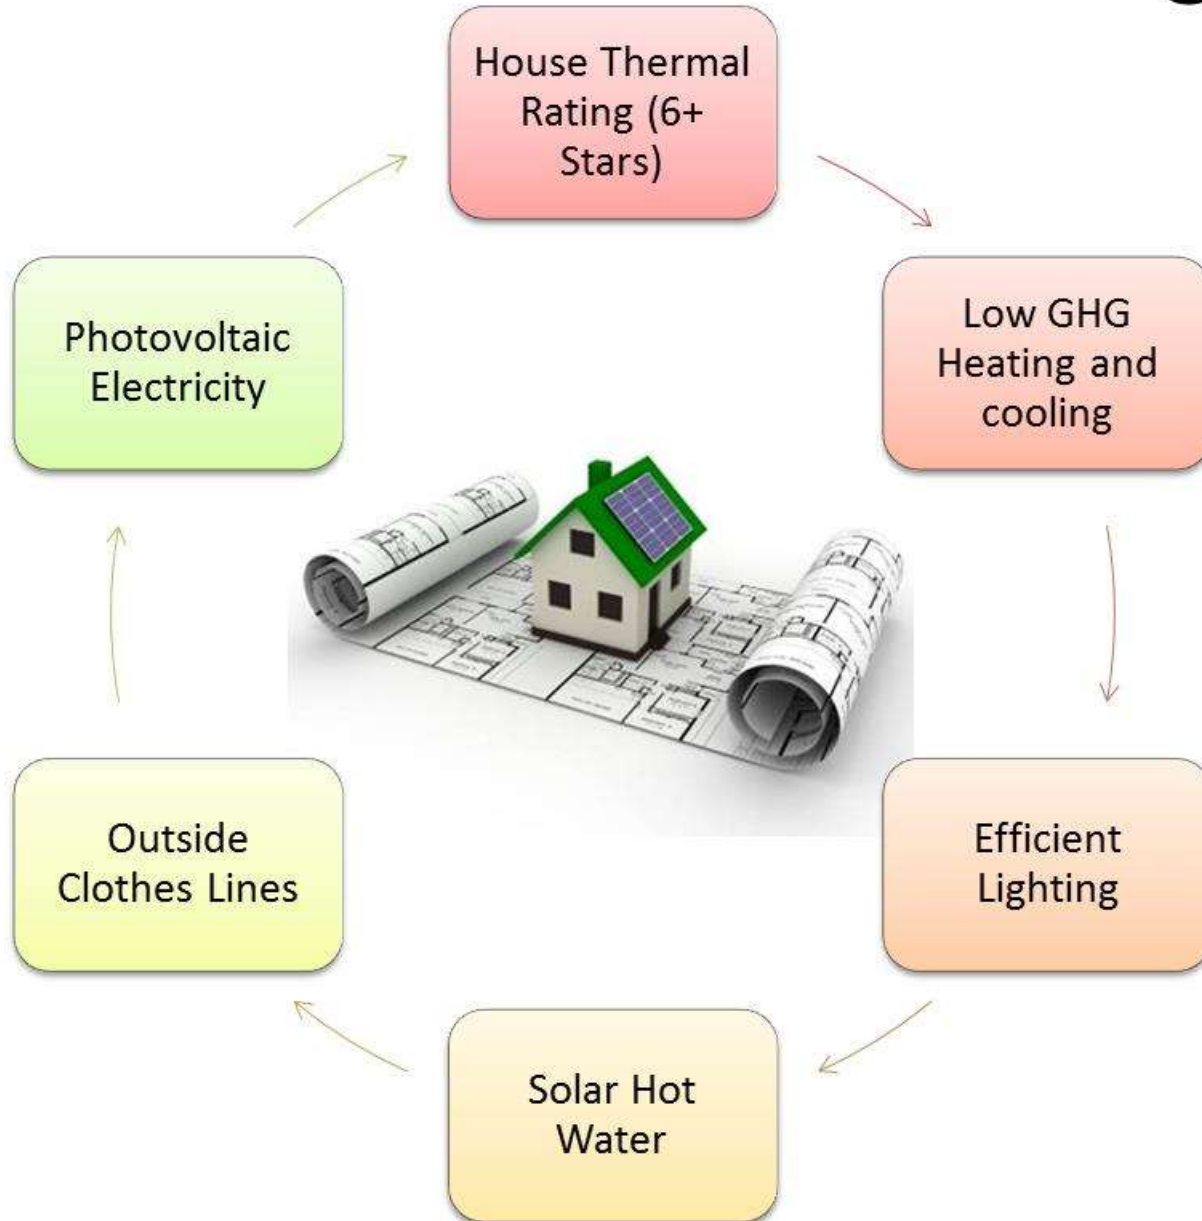 House Thermal
Rating (6+
Stars)
Low GHG
Heating and
cooling
Efficient
Lighting
Solar Hot
Water
Outside
Clothes Lines
Photovoltaic
Electricity